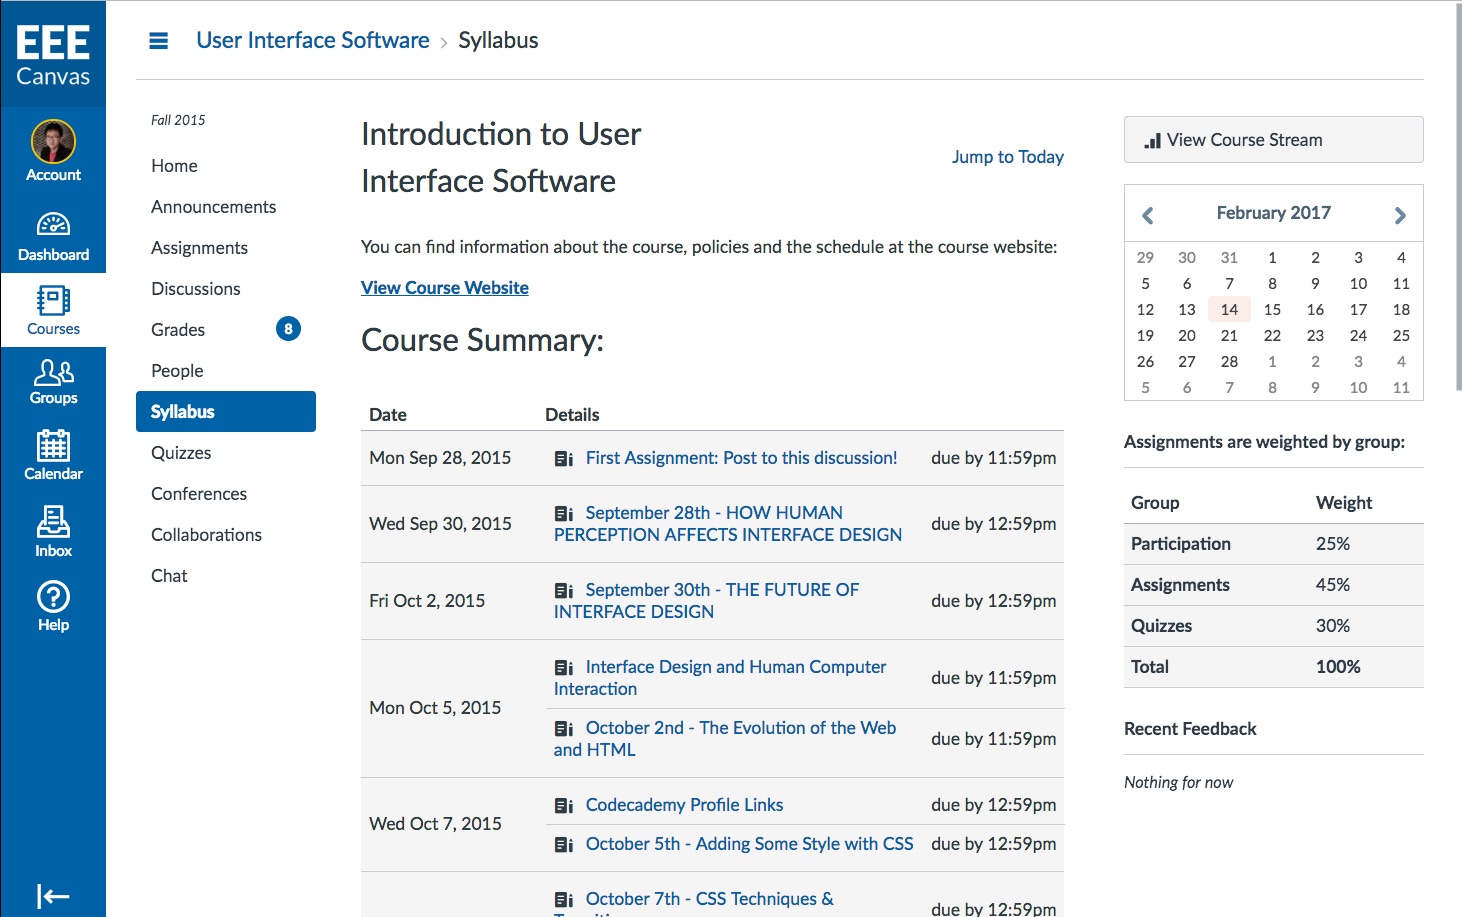 EEE
Canvas
Account
Dashboard
Courses
Groups
Calendar
Inbox
Help
User Interface Software › Syllabus
Fall 2015
Home
Announcements
Assignments
Discussions
Grades 8
People
Syllabus
Quizzes
Conferences
Collaborations
Chat
Introduction to User
Interface Software
Jump to Today
You can find information about the course, policies and the schedule at the course website:
View Course Website
Course Summary:
Date Details
Mon Sep 28, 2015 First Assignment: Post to this discussion! due by 11:59pm
Wed Sep 30, 2015 September 28th - HOW HUMAN
PERCEPTION AFFECTS INTERFACE DESIGN due by 12:59pm
Fri Oct 2, 2015 September 30th - THE FUTURE OF
INTERFACE DESIGN due by 12:59pm
Mon Oct 5, 2015
Interface Design and Human Computer
Interaction due by 11:59pm
October 2nd - The Evolution of the Web
and HTML due by 11:59pm
Wed Oct 7, 2015
Codecademy Profile Links due by 12:59pm
October 5th - Adding Some Style with CSS due by 12:59pm
October 7th - CSS Techniques &
due by 12:59pm
View Course Stream
February 2017
29 30 31 1 2 3 4
5 6 7 8 9 10 11
12 13 14 15 16 17 18
19 20 21 22 23 24 25
26 27 28 1 2 3 4
5 6 7 8 9 10 11
Assignments are weighted by group:
Group Weight
Participation 25%
Assignments 45%
Quizzes 30%
Total 100%
Recent Feedback
Nothing for now